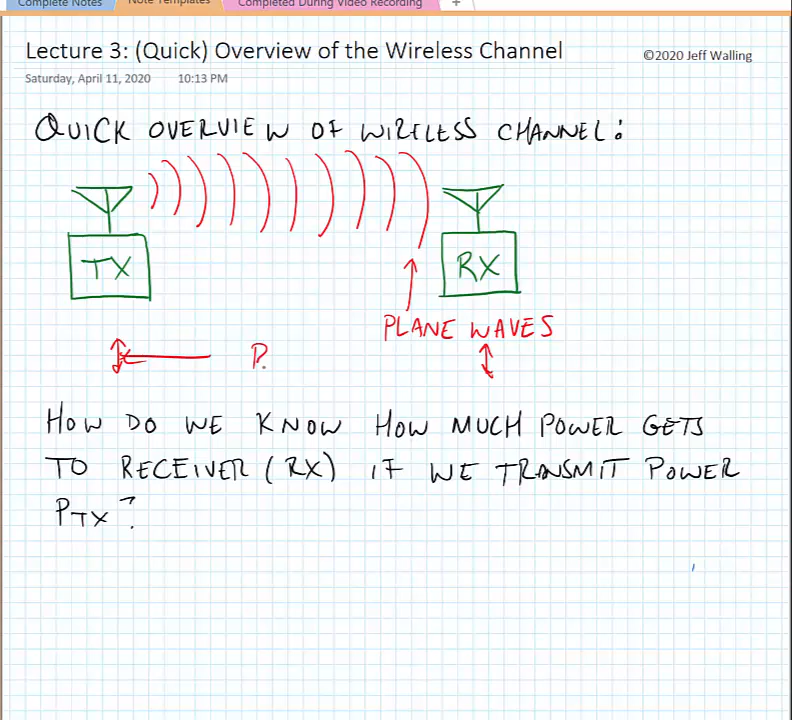 Complete Notes Note Templates Completed During Video Recording +
Lecture 3: (Quick) Overview of the Wireless Channel
©2020 Jeff Walling
Saturday, April 11, 2020 10:13 PM
QUICK OVERVIEW OF WIRELESS CHANNEL:
TX RX
PLANE WAVES
P.
HOW DO WE KNOW HOW MUCH POWER GETS
TO RECEIVER (RX) IF WE TRANSMIT POWER
PTX?